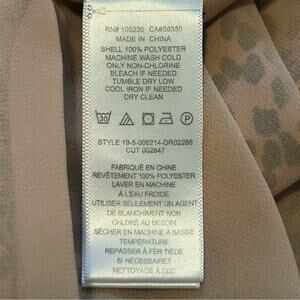 RN# 105230 CA#56350
MADE IN CHINA
SHELL 100% POLYESTER
MACHINE WASH COLD
ONLY NON-CHLORINE
BLEACH IF NEEDED
TUMBLE DRY LOW
COOL IRON IF NEEDED
DRY CLEAN
30
STYLE 19-5-006214-DR02288
CUT 002847
FABRIQUÉ EN CHINE
REVÊTEMENT 100% POLYESTER
LAVER EN MACHINE
À L'EAU FROIDE
UTILISER SEULEMENT UN AGENT
DE BLANCHIMENT NON
CHLORÉ AU BESOIN
SÉCHER EN MACHINE À BASSE
TEMPÉRATURE
REPASSER À FER TIÈDE
SI NÉCESSAIRE
NETTOYAGE À SEC